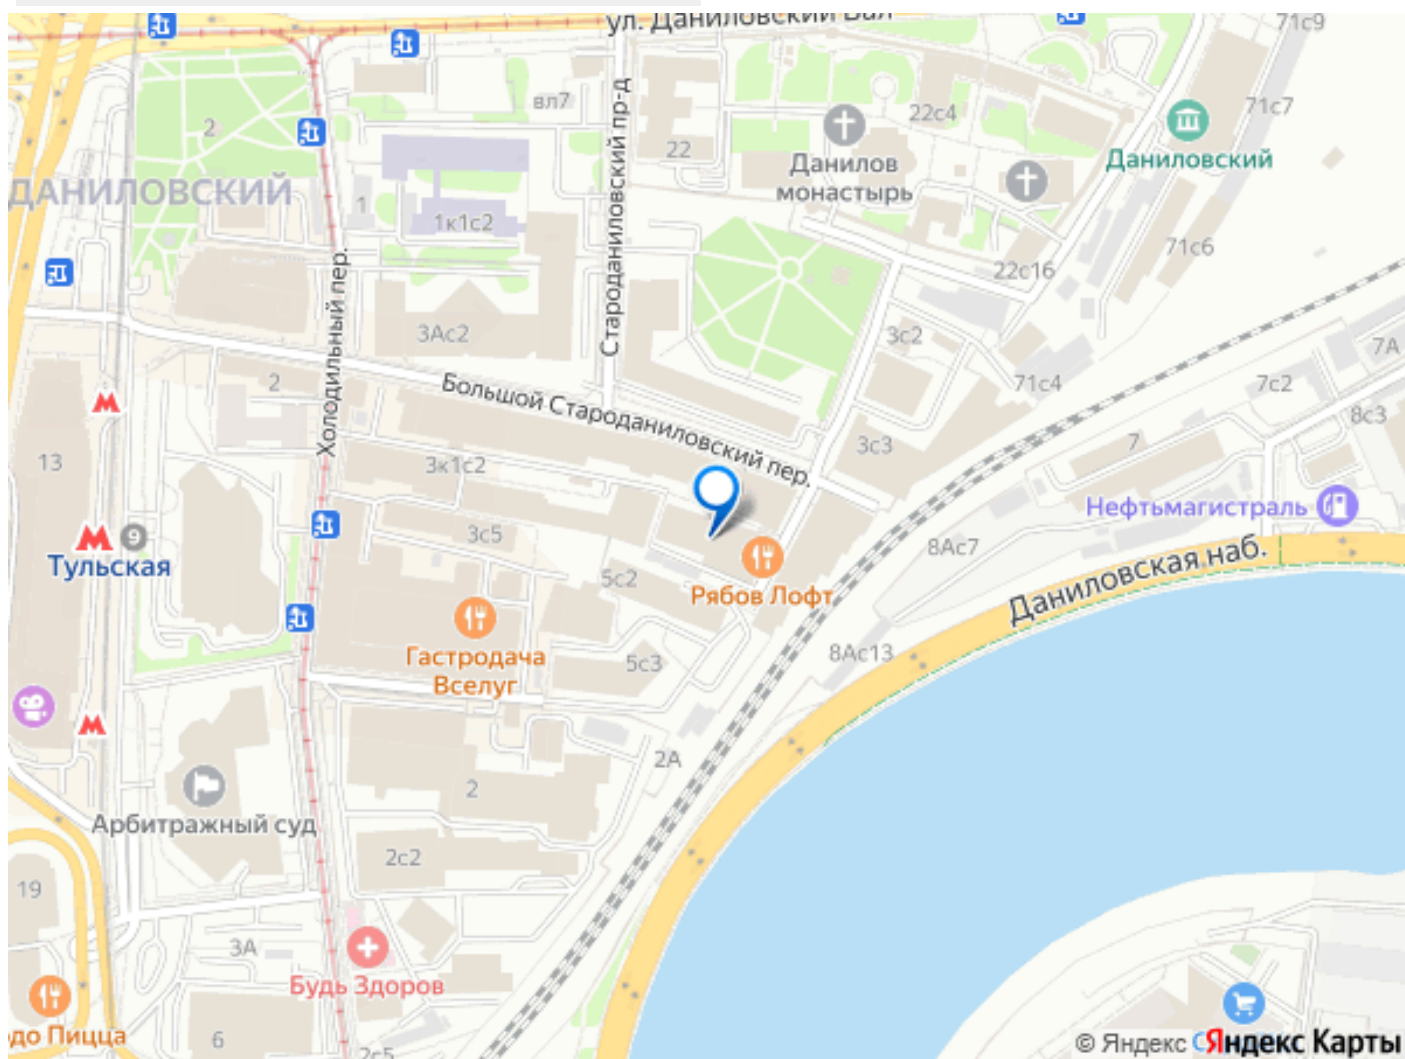 ул. Даниловский Вал
71с9
вл7
2
22
22с4
71с7
Данилов
монастырь
Даниловский
ДАНИЛОВСКИЙ
1
1к1с2
Староданиловский пр-д
71с6
22с16
Холодильный пер.
3Ас2
3с2
7А
2
Большой Староданиловский пер.
71с4
7с2
8с3
13
3к1с2
3с3
7
Нефтьмагистраль
3с5
9
Тульская
8Ас7
Даниловская наб.
5с2
Рябов Лофт
Гастродача
Вселуг
5с3
8Ас13
2А
2
Арбитражный суд
2с2
19
3А
Будь Здоров
до Пицца
6
2с5
© Яндекс
Яндекс Карты